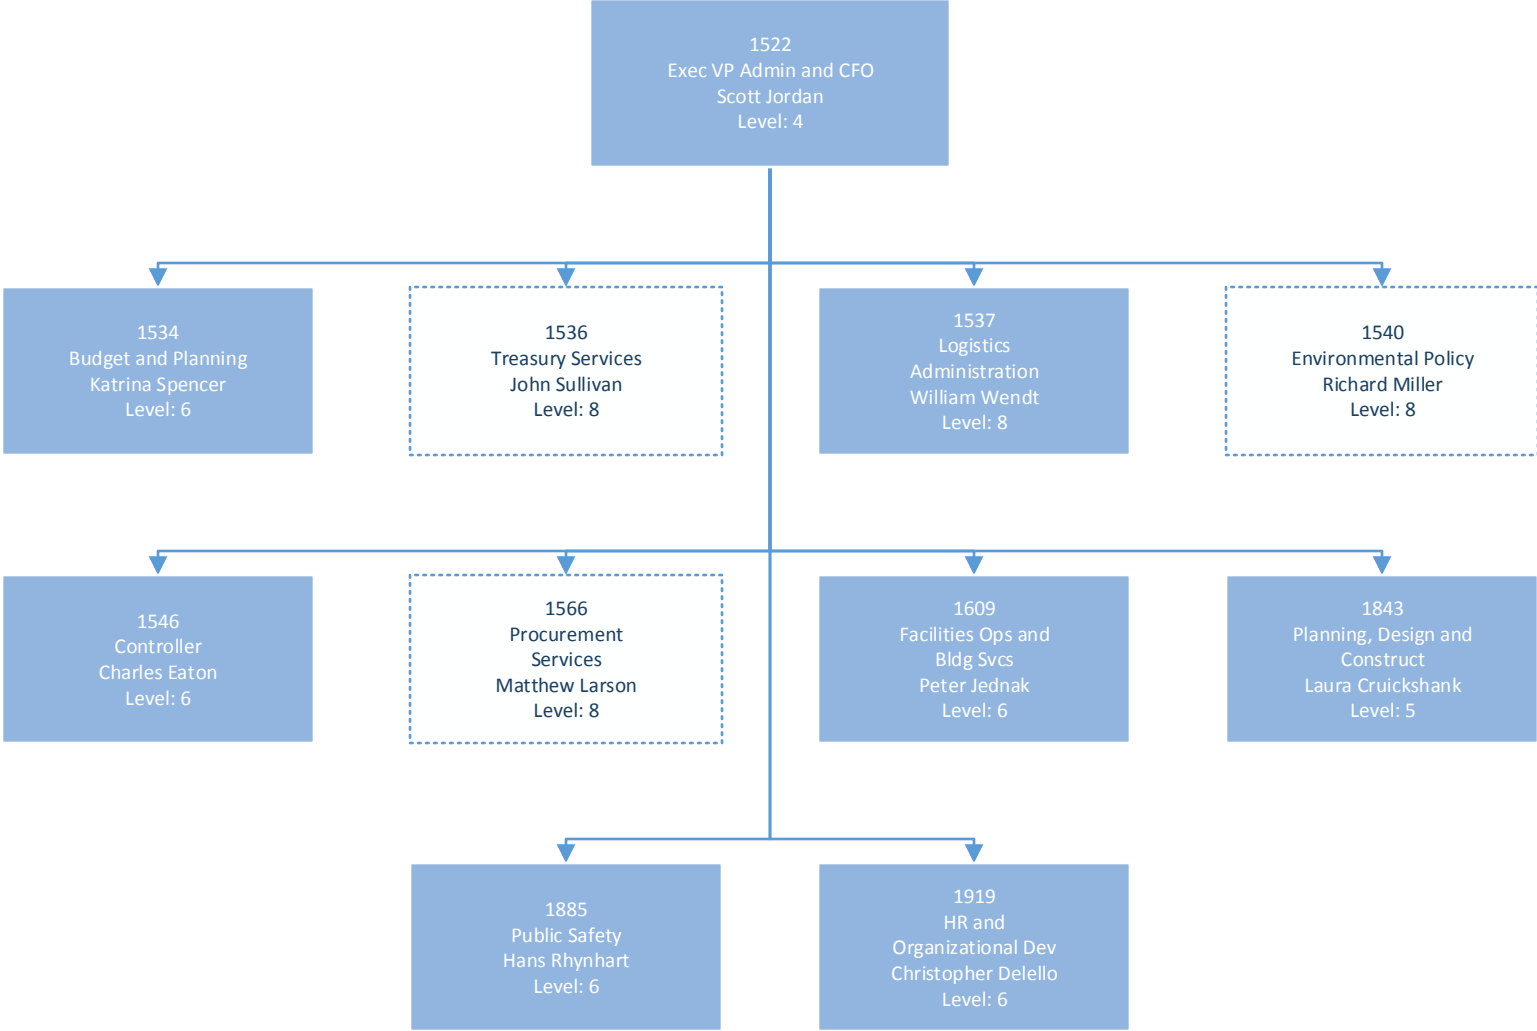 1522
Exec VP Admin and CFO
Scott Jordan
Level: 4
1534
Budget and Planning
Katrina Spencer
Level: 6
1536
Treasury Services
John Sullivan
Level: 8
1537
Logistics
Administration
William Wendt
Level: 8
1540
Environmental Policy
Richard Miller
Level: 8
1546
Controller
Charles Eaton
Level: 6
1566
Procurement
Services
Matthew Larson
Level: 8
1609
Facilities Ops and
Bldg Svcs
Peter Jednak
Level: 6
1843
Planning, Design and
Construct
Laura Cruickshank
Level: 5
1885
Public Safety
Hans Rhynhart
Level: 6
1919
HR and
Organizational Dev
Christopher Delello
Level: 6